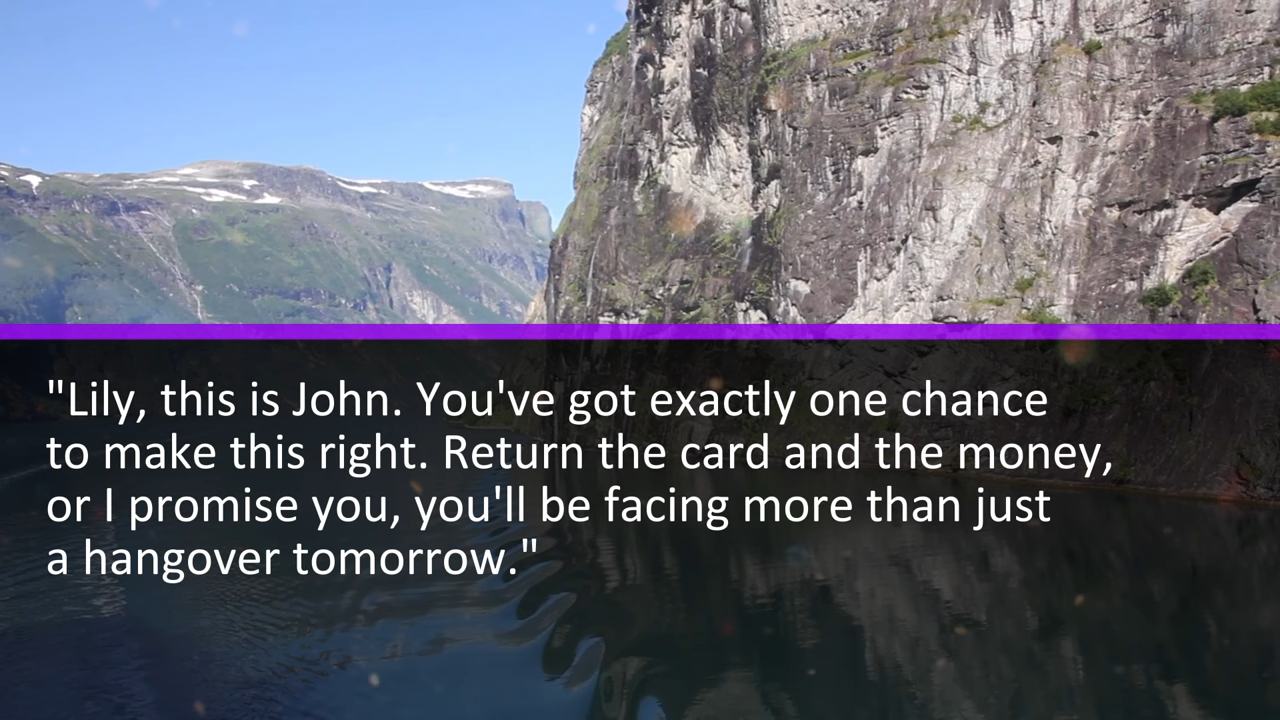 "Lily, this is John. You've got exactly one chance
to make this right. Return the card and the money,
or I promise you, you'll be facing more than just
a hangover tomorrow."